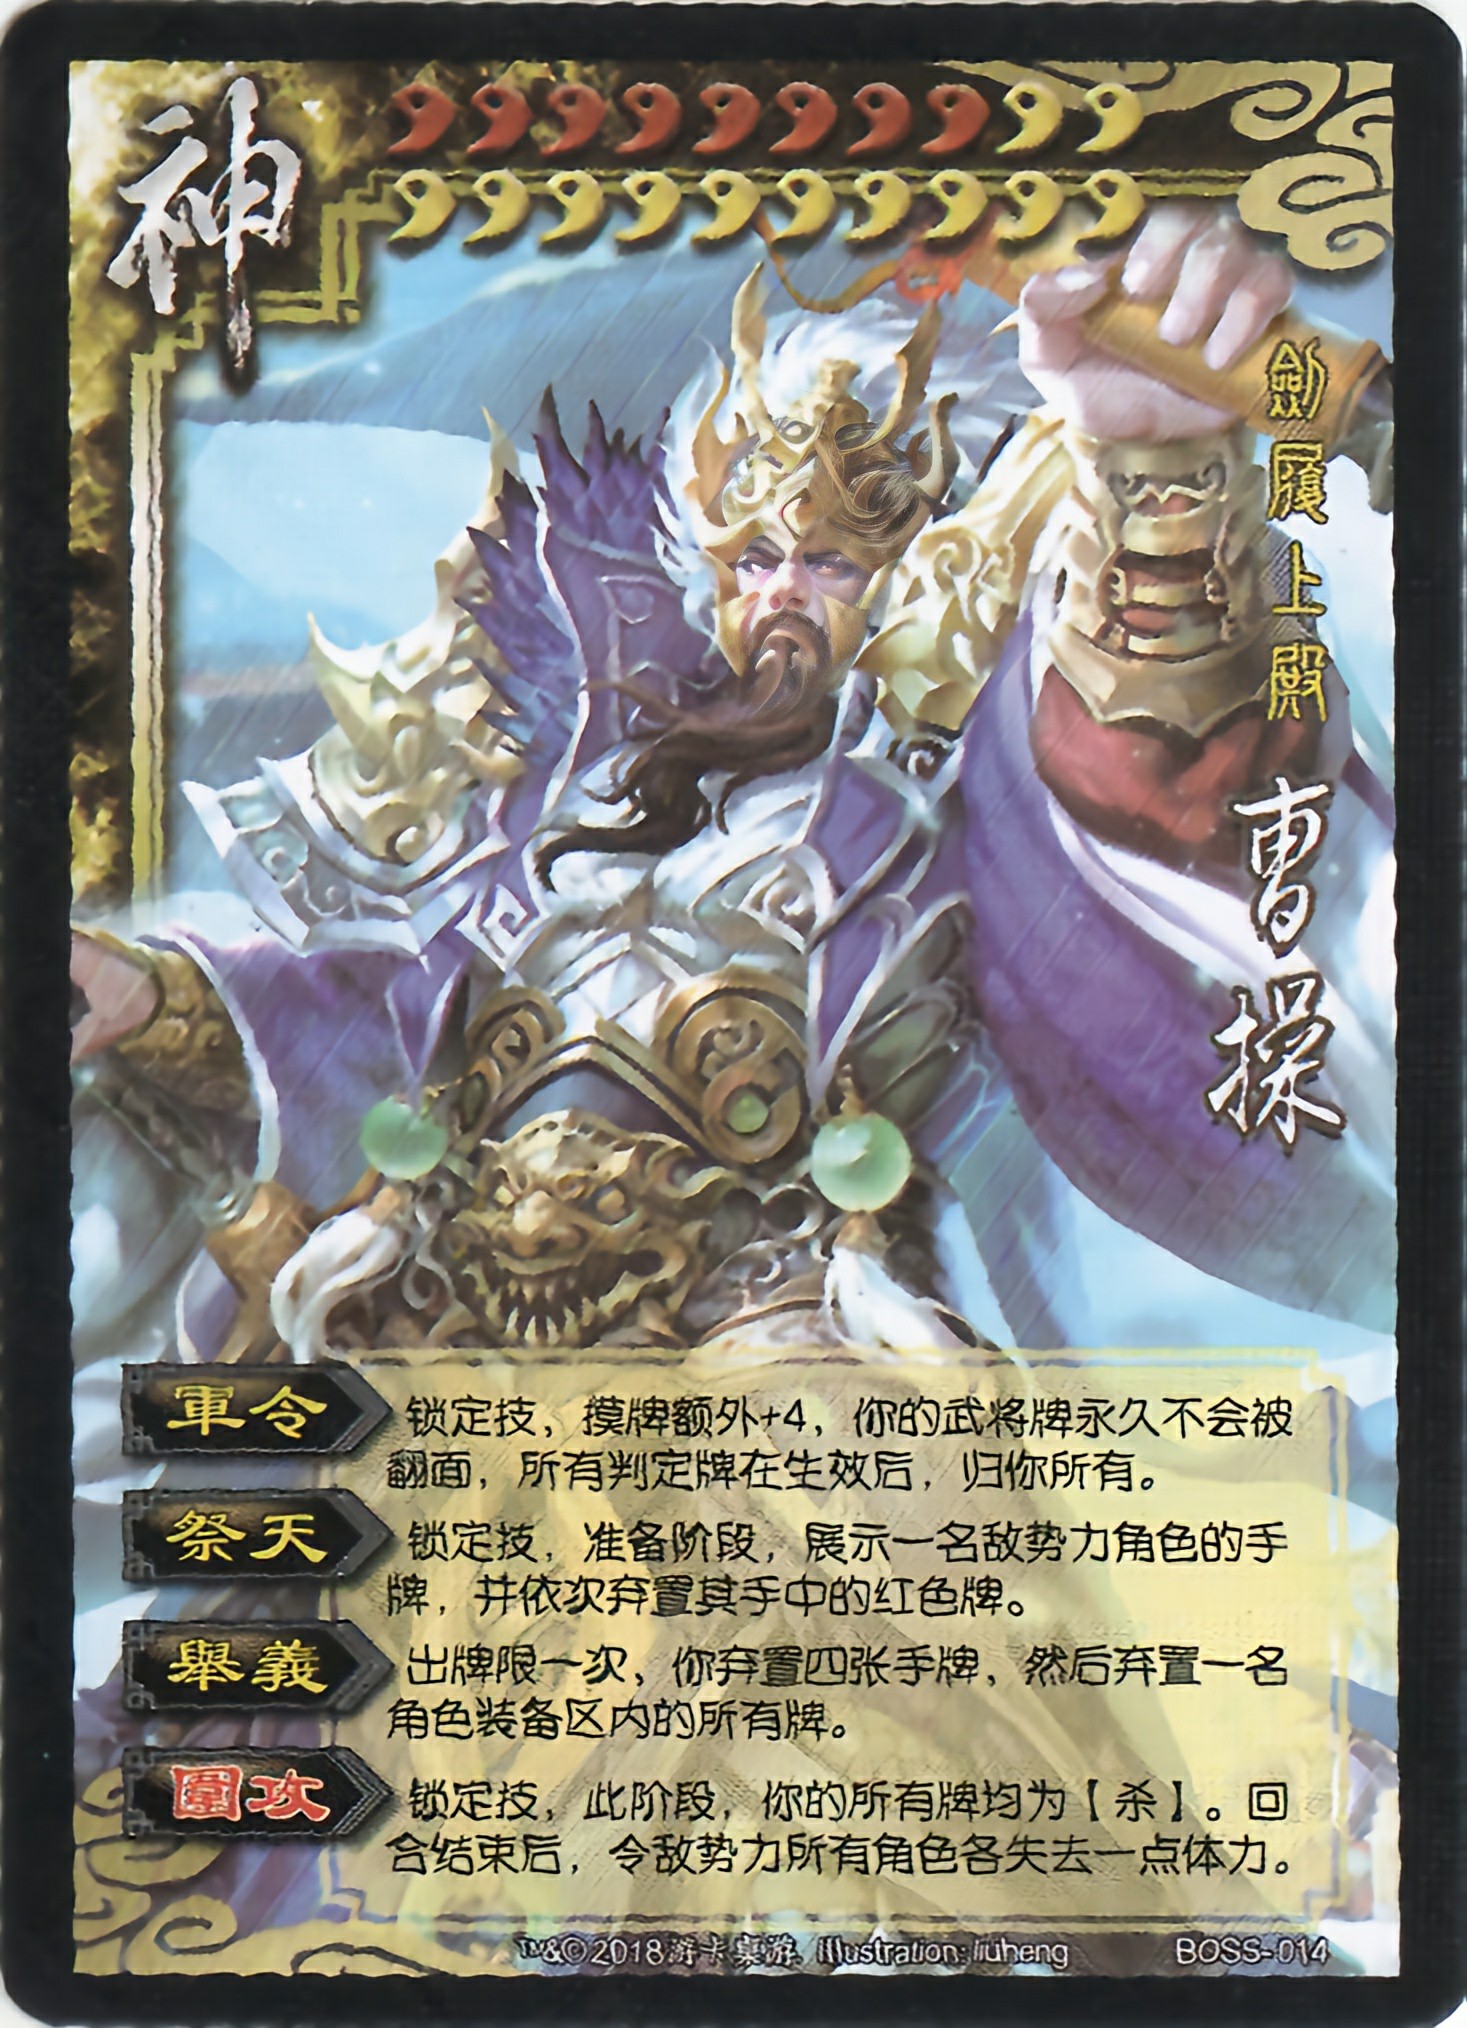 神
劍履上殿
曹操
軍令
锁定技，摸牌额外+4，你的武将牌永久不会被
翻面，所有判定牌在生效后，归你所有。
祭天
锁定技，准备阶段，展示一名敌势力角色的手
牌，并依次弃置其手中的红色牌。
舉義
出牌限一次，你弃置四张手牌，然后弃置一名
角色装备区内的所有牌。
圍攻
锁定技，此阶段，你的所有牌均为【杀】。回
合结束后，令敌势力所有角色各失去一点体力。
™&©2018游卡桌游. Illustration: liuheng
BOSS-014